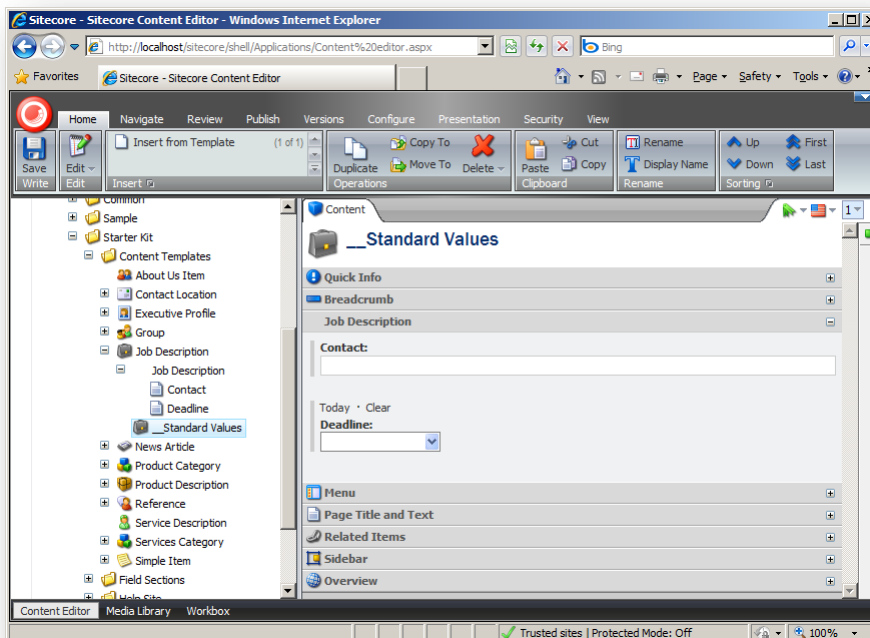 Sitecore - Sitecore Content Editor - Windows Internet Explorer
http://localhost/sitecore/shell/Applications/Content%20editor.aspx
Bing
Favorites
Sitecore - Sitecore Content Editor
Page
Safety
Tools
Home Navigate Review Publish Versions Configure Presentation Security View
Save
Write
Edit
Edit
Insert from Template (1 of 1)
Insert
Duplicate
Copy To
Move To
Delete
Operations
Paste
Cut
Copy
Clipboard
Rename
Display Name
Rename
Up
Down
First
Last
Sorting
Common
Sample
Starter Kit
Content Templates
About Us Item
Contact Location
Executive Profile
Group
Job Description
Job Description
Contact
Deadline
__Standard Values
News Article
Product Category
Product Description
Reference
Service Description
Services Category
Simple Item
Field Sections
Help Site
Content
1
__Standard Values
Quick Info
Breadcrumb
Job Description
Contact:
Today · Clear
Deadline:
Menu
Page Title and Text
Related Items
Sidebar
Overview
Content Editor Media Library Workbox
Trusted sites | Protected Mode: Off
100%